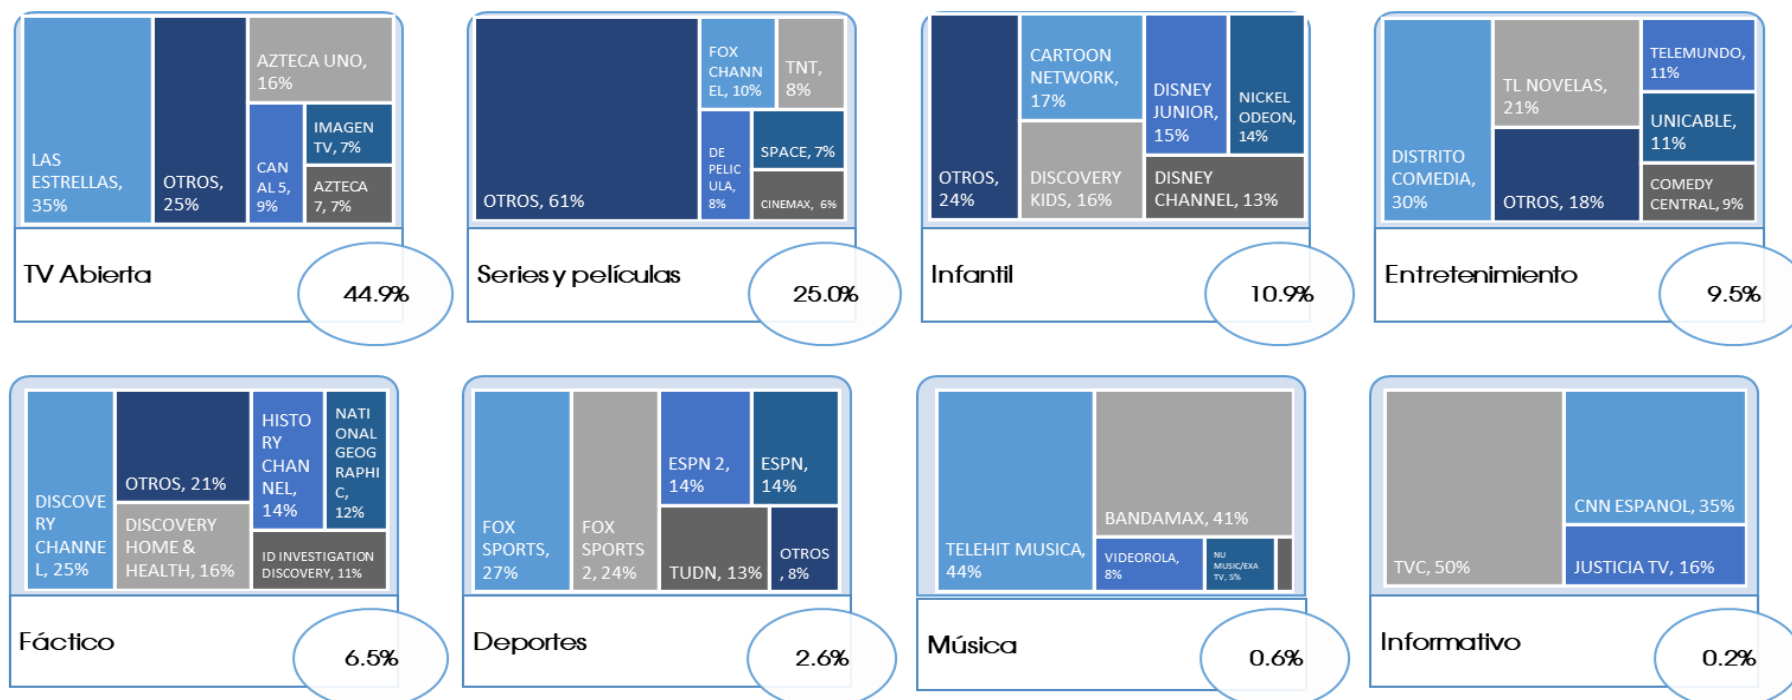 LAS
ESTRELLAS,
35%
OTROS,
25%
AZTECA UNO,
16%
CAN
AL 5,
9%
IMAGEN
TV, 7%
AZTECA
7, 7%
TV Abierta
44.9%
OTROS, 61%
FOX
CHANN
EL, 10%
TNT,
8%
DE
PELIC
ULA,
8%
SPACE, 7%
CINEMAX, 6%
Series y películas
25.0%
OTROS,
24%
CARTOON
NETWORK,
17%
DISCOVERY
KIDS, 16%
DISNEY
JUNIOR,
15%
NICKEL
ODEON,
14%
DISNEY
CHANNEL, 13%
Infantil
10.9%
DISTRITO
COMEDIA,
30%
TL NOVELAS,
21%
OTROS, 18%
TELEMUNDO,
11%
UNICABLE,
11%
COMEDY
CENTRAL, 9%
Entretenimiento
9.5%
DISCOVE
RY
CHANNE
L, 25%
OTROS, 21%
DISCOVERY
HOME &
HEALTH, 16%
HISTO
RY
CHAN
NEL,
14%
NATI
ONAL
GEOG
RAPHI
C,
12%
ID INVESTIGATION
DISCOVERY, 11%
Fáctico
6.5%
FOX
SPORTS,
27%
FOX
SPORTS
2, 24%
ESPN 2,
14%
ESPN,
14%
TUDN, 13%
OTROS
, 8%
Deportes
2.6%
TELEHIT MUSICA,
44%
BANDAMAX, 41%
VIDEOROLA,
8%
NU
MUSIC/EXA
TV, 5%
Música
0.6%
TVC, 50%
CNN ESPANOL, 35%
JUSTICIA TV, 16%
Informativo
0.2%